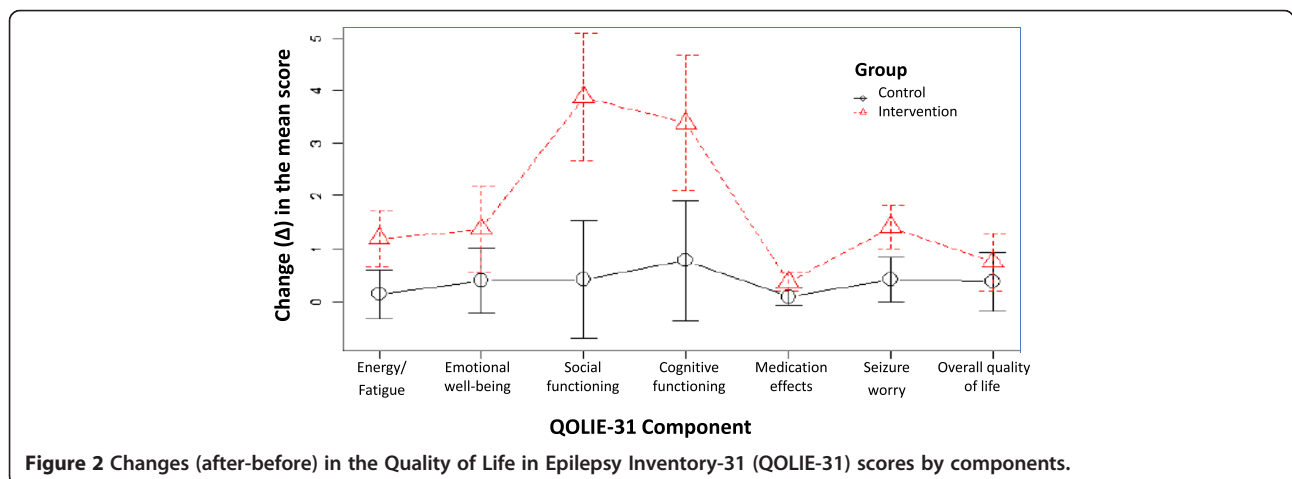 Change (Δ) in the mean score
5
4
3
2
1
0
Group
Control
Intervention
Energy/
Fatigue
Emotional
well-being
Social
functioning
Cognitive
functioning
Medication
effects
Seizure
worry
Overall quality
of life
QOLIE-31 Component
Figure 2 Changes (after-before) in the Quality of Life in Epilepsy Inventory-31 (QOLIE-31) scores by components.